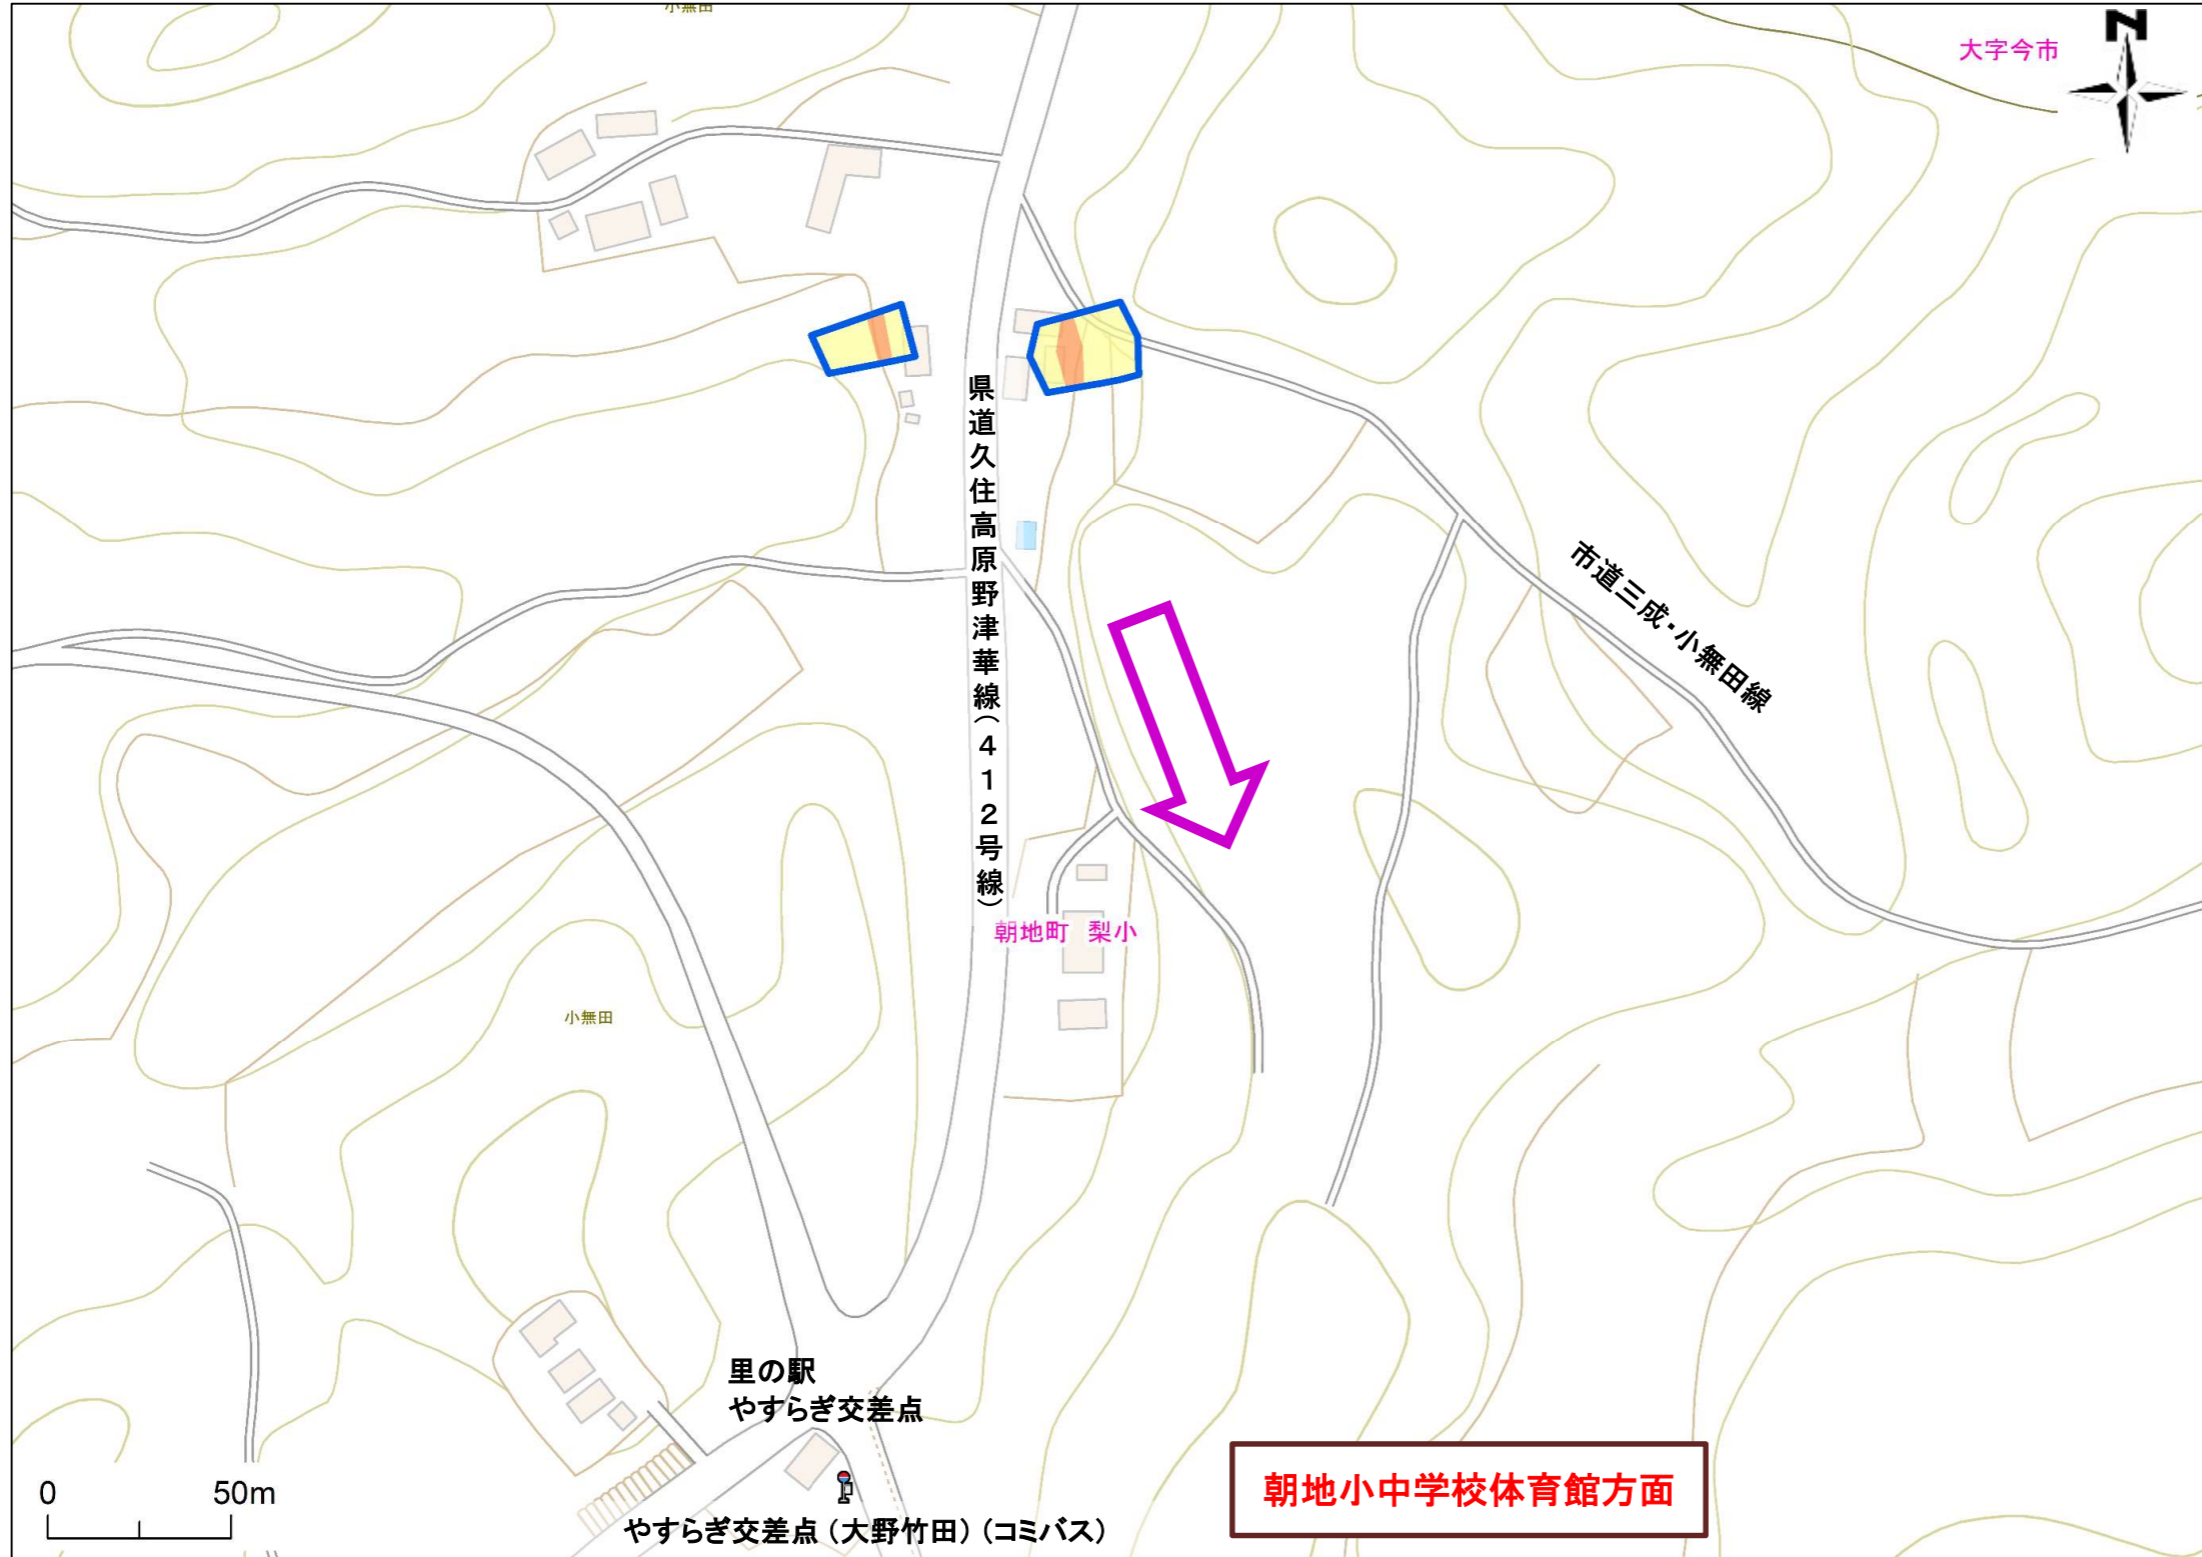 小無田
大字今市
N
県道久住高原野津華線（412号線）
市道三成・小無田線
朝地町 梨小
小無田
里の駅
やすらぎ交差点
朝地小中学校体育館方面
0 50m
やすらぎ交差点（大野竹田）（コミバス）